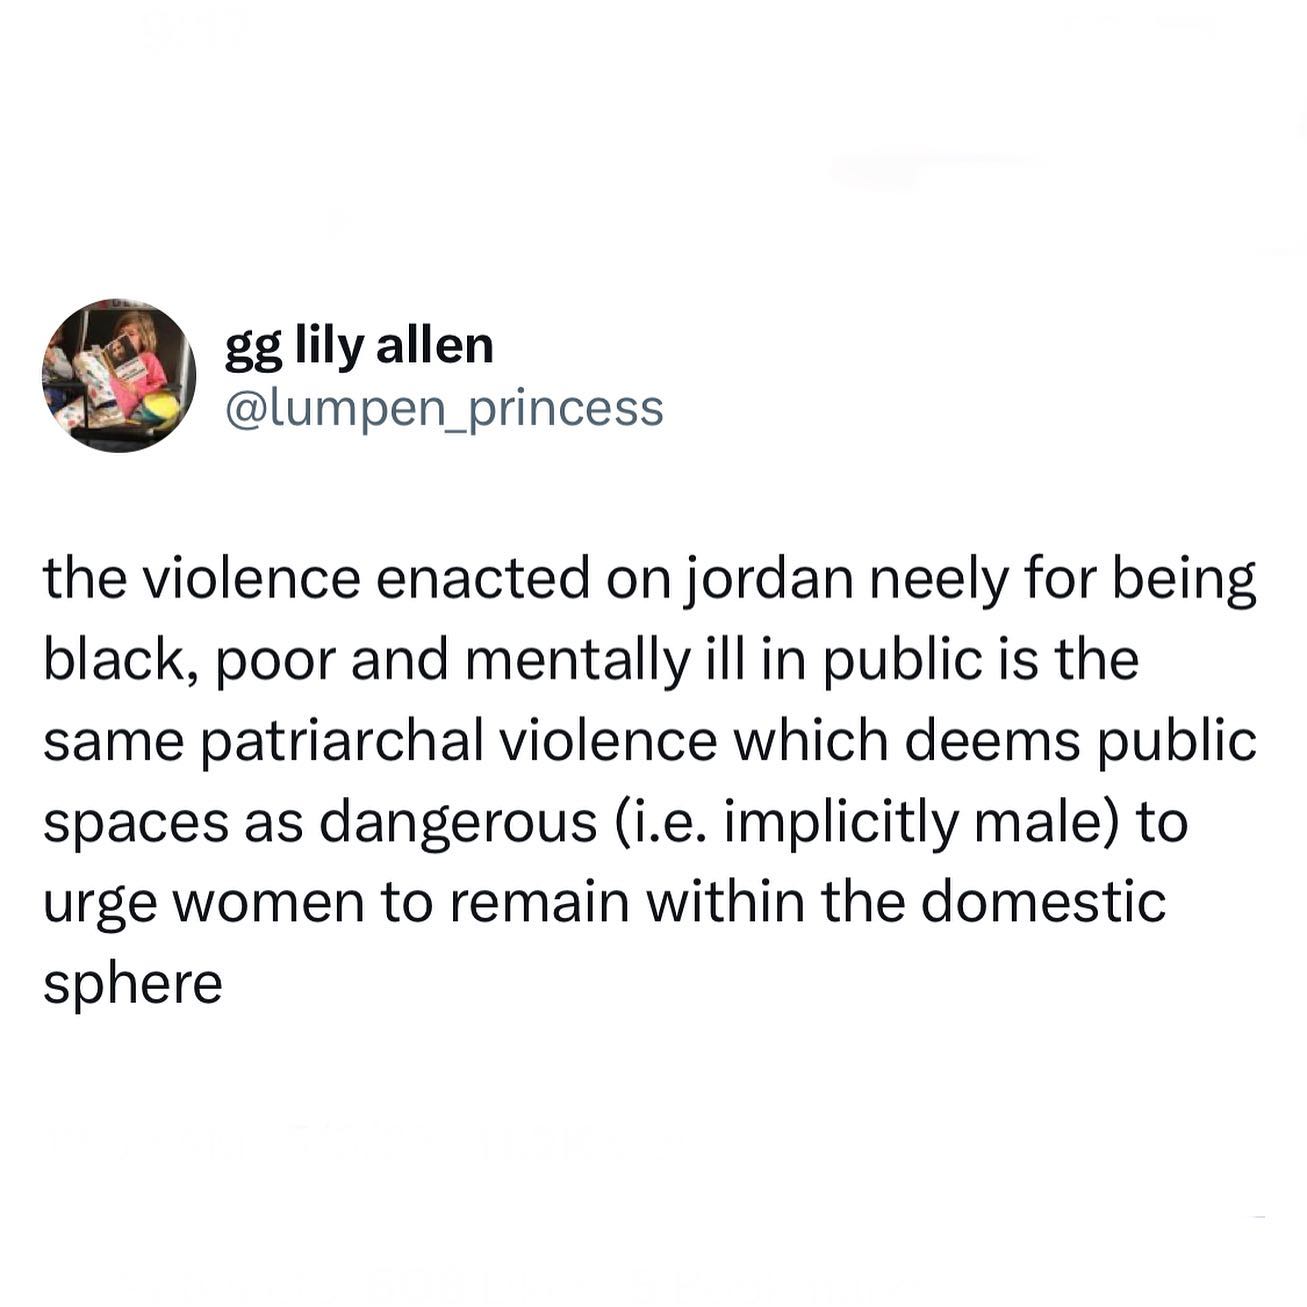 gg lily allen
@lumpen_princess
the violence enacted on jordan neely for being
black, poor and mentally ill in public is the
same patriarchal violence which deems public
spaces as dangerous (i.e. implicitly male) to
urge women to remain within the domestic
sphere